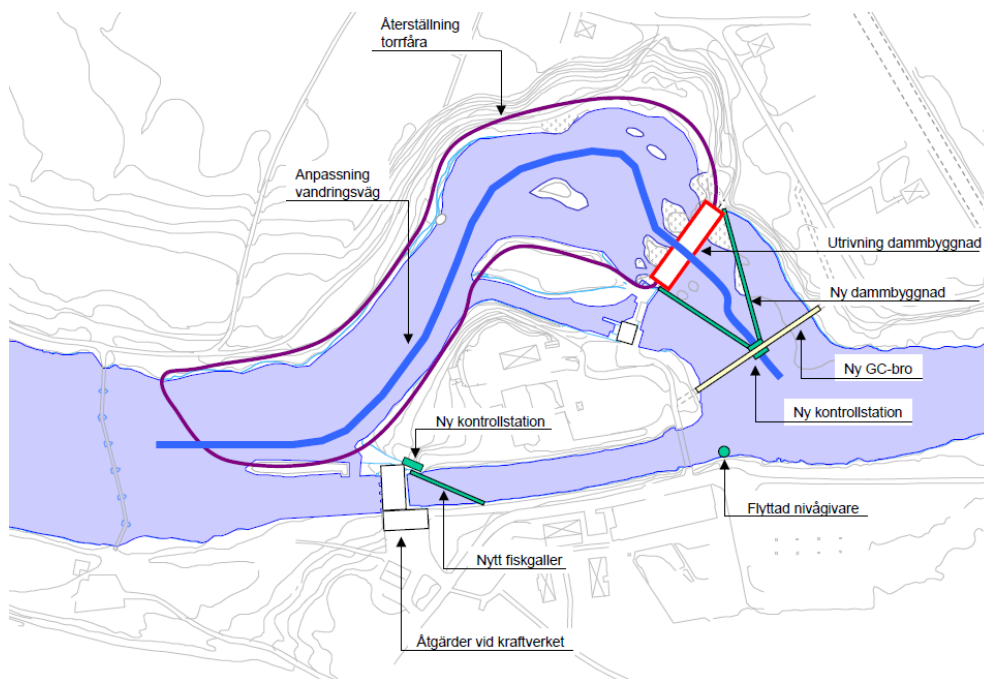 Återställning
torrfåra
Anpassning
vandringsväg
Utrivning dammbyggnad
Ny dammbyggnad
Ny GC-bro
Ny kontrollstation
Ny kontrollstation
Flyttad nivågivare
Nytt fiskgaller
Åtgärder vid kraftverket